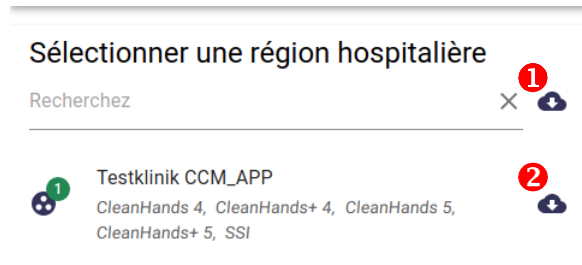 Sélectionner une région hospitalière
1
Recherchez
1
Testklinik CCM_APP
2
CleanHands 4, CleanHands+ 4, CleanHands 5,
CleanHands+ 5, SSI